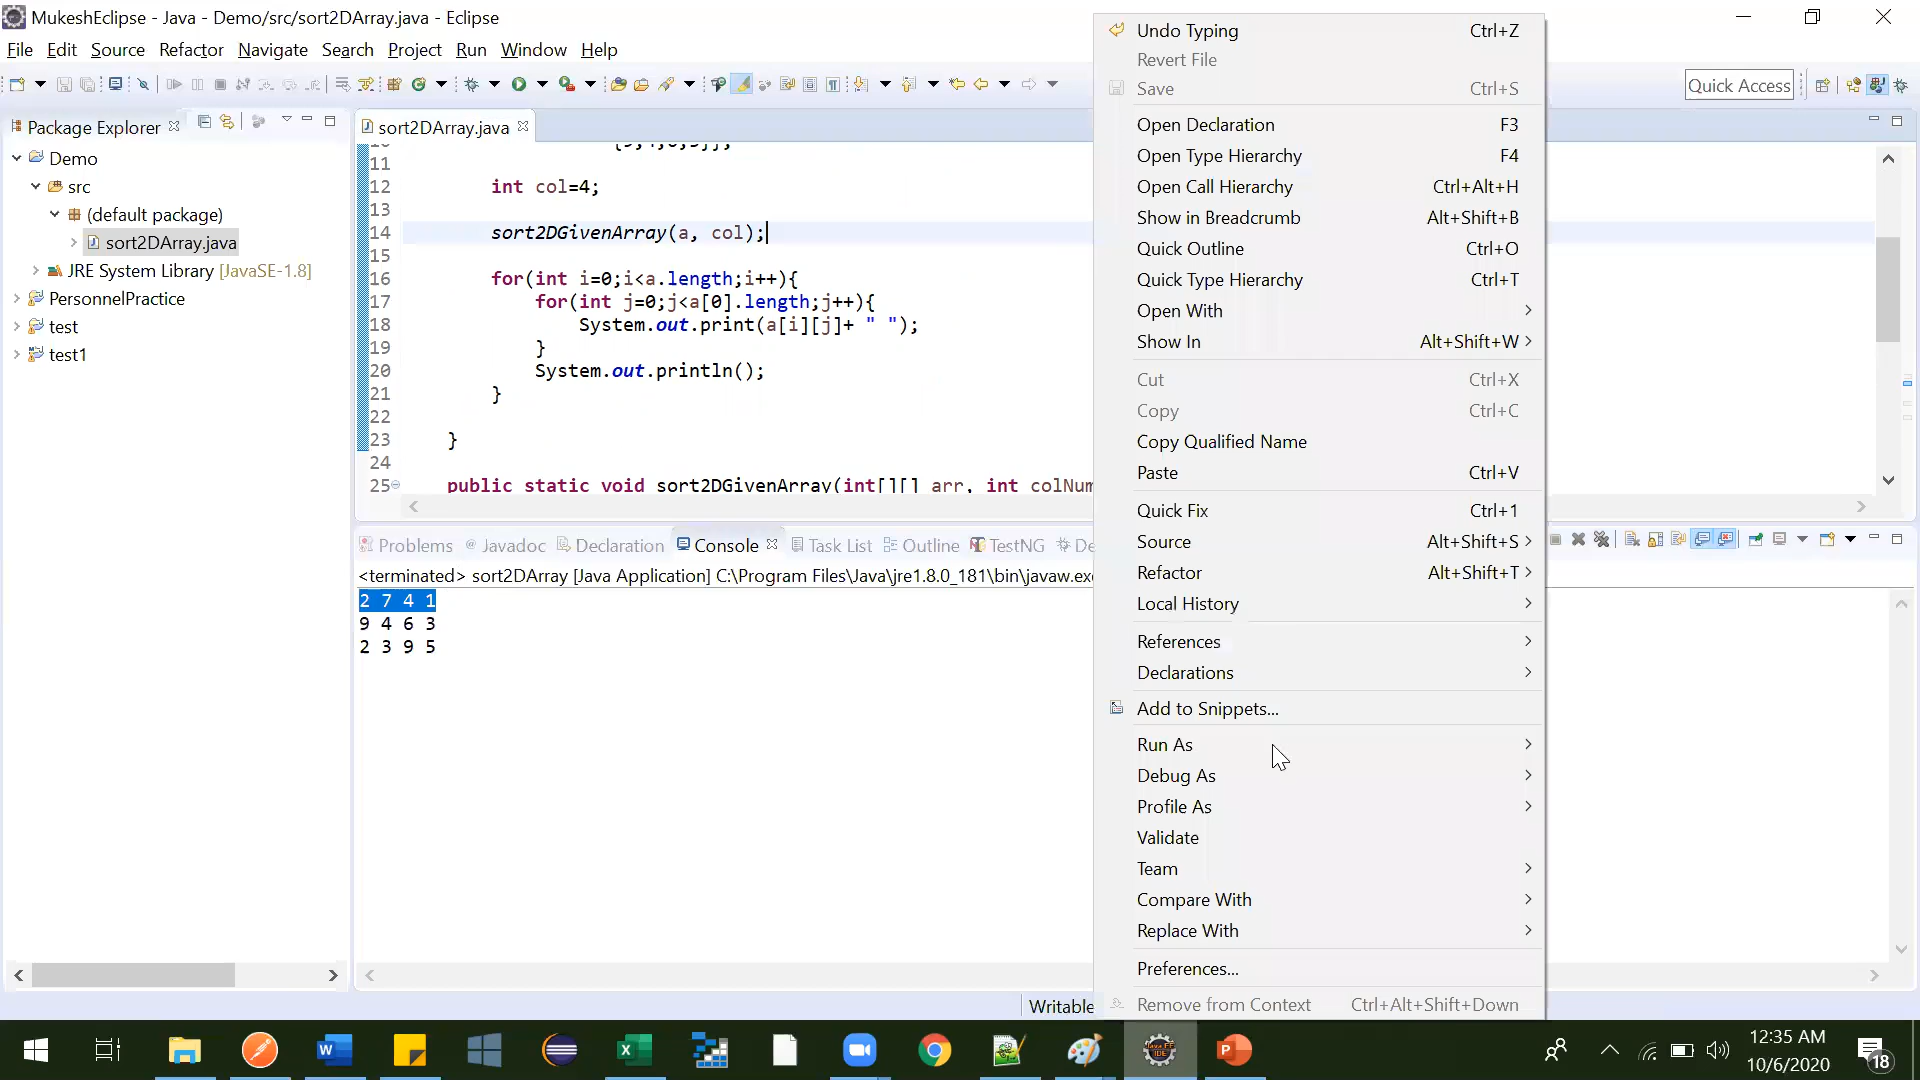 MukeshEclipse - Java - Demo/src/sort2DArray.java - Eclipse
File Edit Source Refactor Navigate Search Project Run Window Help
Quick Access
Package Explorer
Demo
src
(default package)
sort2DArray.java
JRE System Library [JavaSE-1.8]
PersonnelPractice
test
test1
sort2DArray.java
11
12 int col=4;
13
14 sort2DGivenArray(a, col);
15
16 for(int i=0;i<a.length;i++){
17 for(int j=0;j<a[0].length;j++){
18 System.out.print(a[i][j]+ " ");
19 }
20 System.out.println();
21 }
22
23 }
24
25 public static void sort2DGivenArray(int[][] arr, int colNum
Problems Javadoc Declaration Console Task List Outline TestNG De
<terminated> sort2DArray [Java Application] C:\Program Files\Java\jre1.8.0_181\bin\javaw.exe
2 7 4 1
9 4 6 3
2 3 9 5
Undo Typing Ctrl+Z
Revert File
Save Ctrl+S
Open Declaration F3
Open Type Hierarchy F4
Open Call Hierarchy Ctrl+Alt+H
Show in Breadcrumb Alt+Shift+B
Quick Outline Ctrl+O
Quick Type Hierarchy Ctrl+T
Open With
Show In Alt+Shift+W
Cut Ctrl+X
Copy Ctrl+C
Copy Qualified Name
Paste Ctrl+V
Quick Fix Ctrl+1
Source Alt+Shift+S
Refactor Alt+Shift+T
Local History
References
Declarations
Add to Snippets...
Run As
Debug As
Profile As
Validate
Team
Compare With
Replace With
Preferences...
Remove from Context Ctrl+Alt+Shift+Down
Writable
12:35 AM
10/6/2020
18